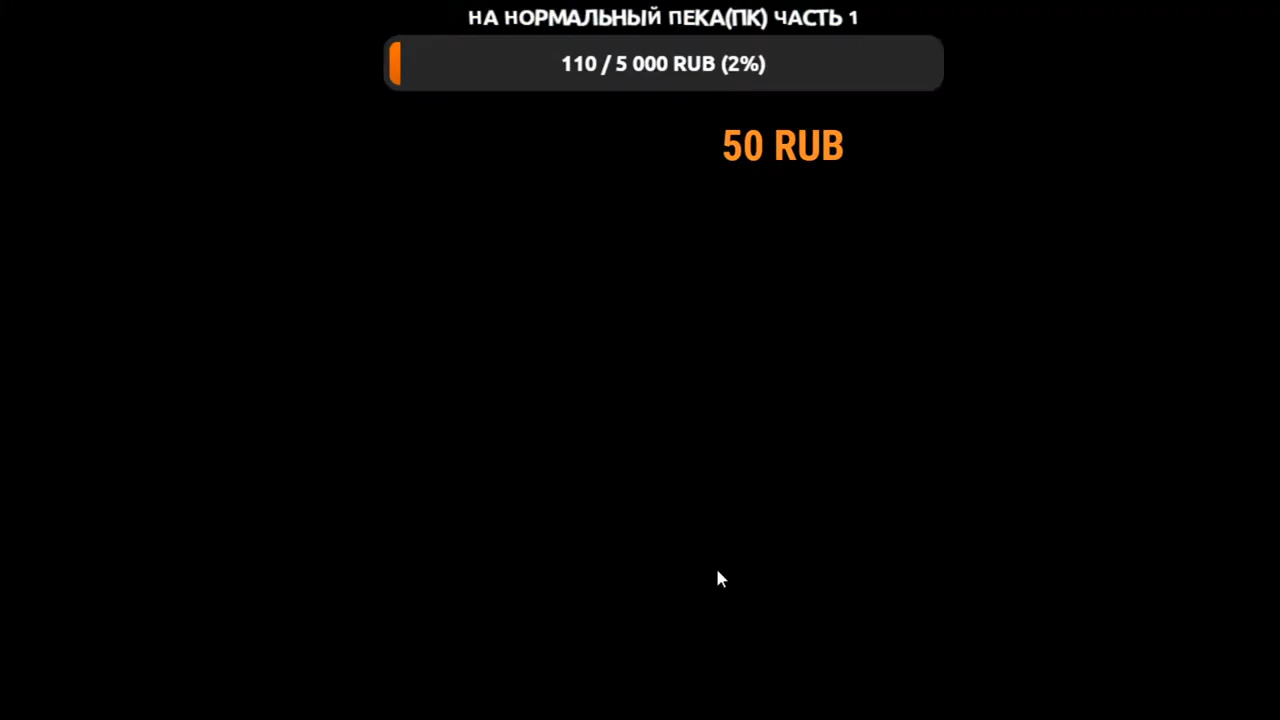 НА НОРМАЛЬНЫЙ ПЕКА(ПК) ЧАСТЬ 1
110 / 5 000 RUB (2%)
50 RUB